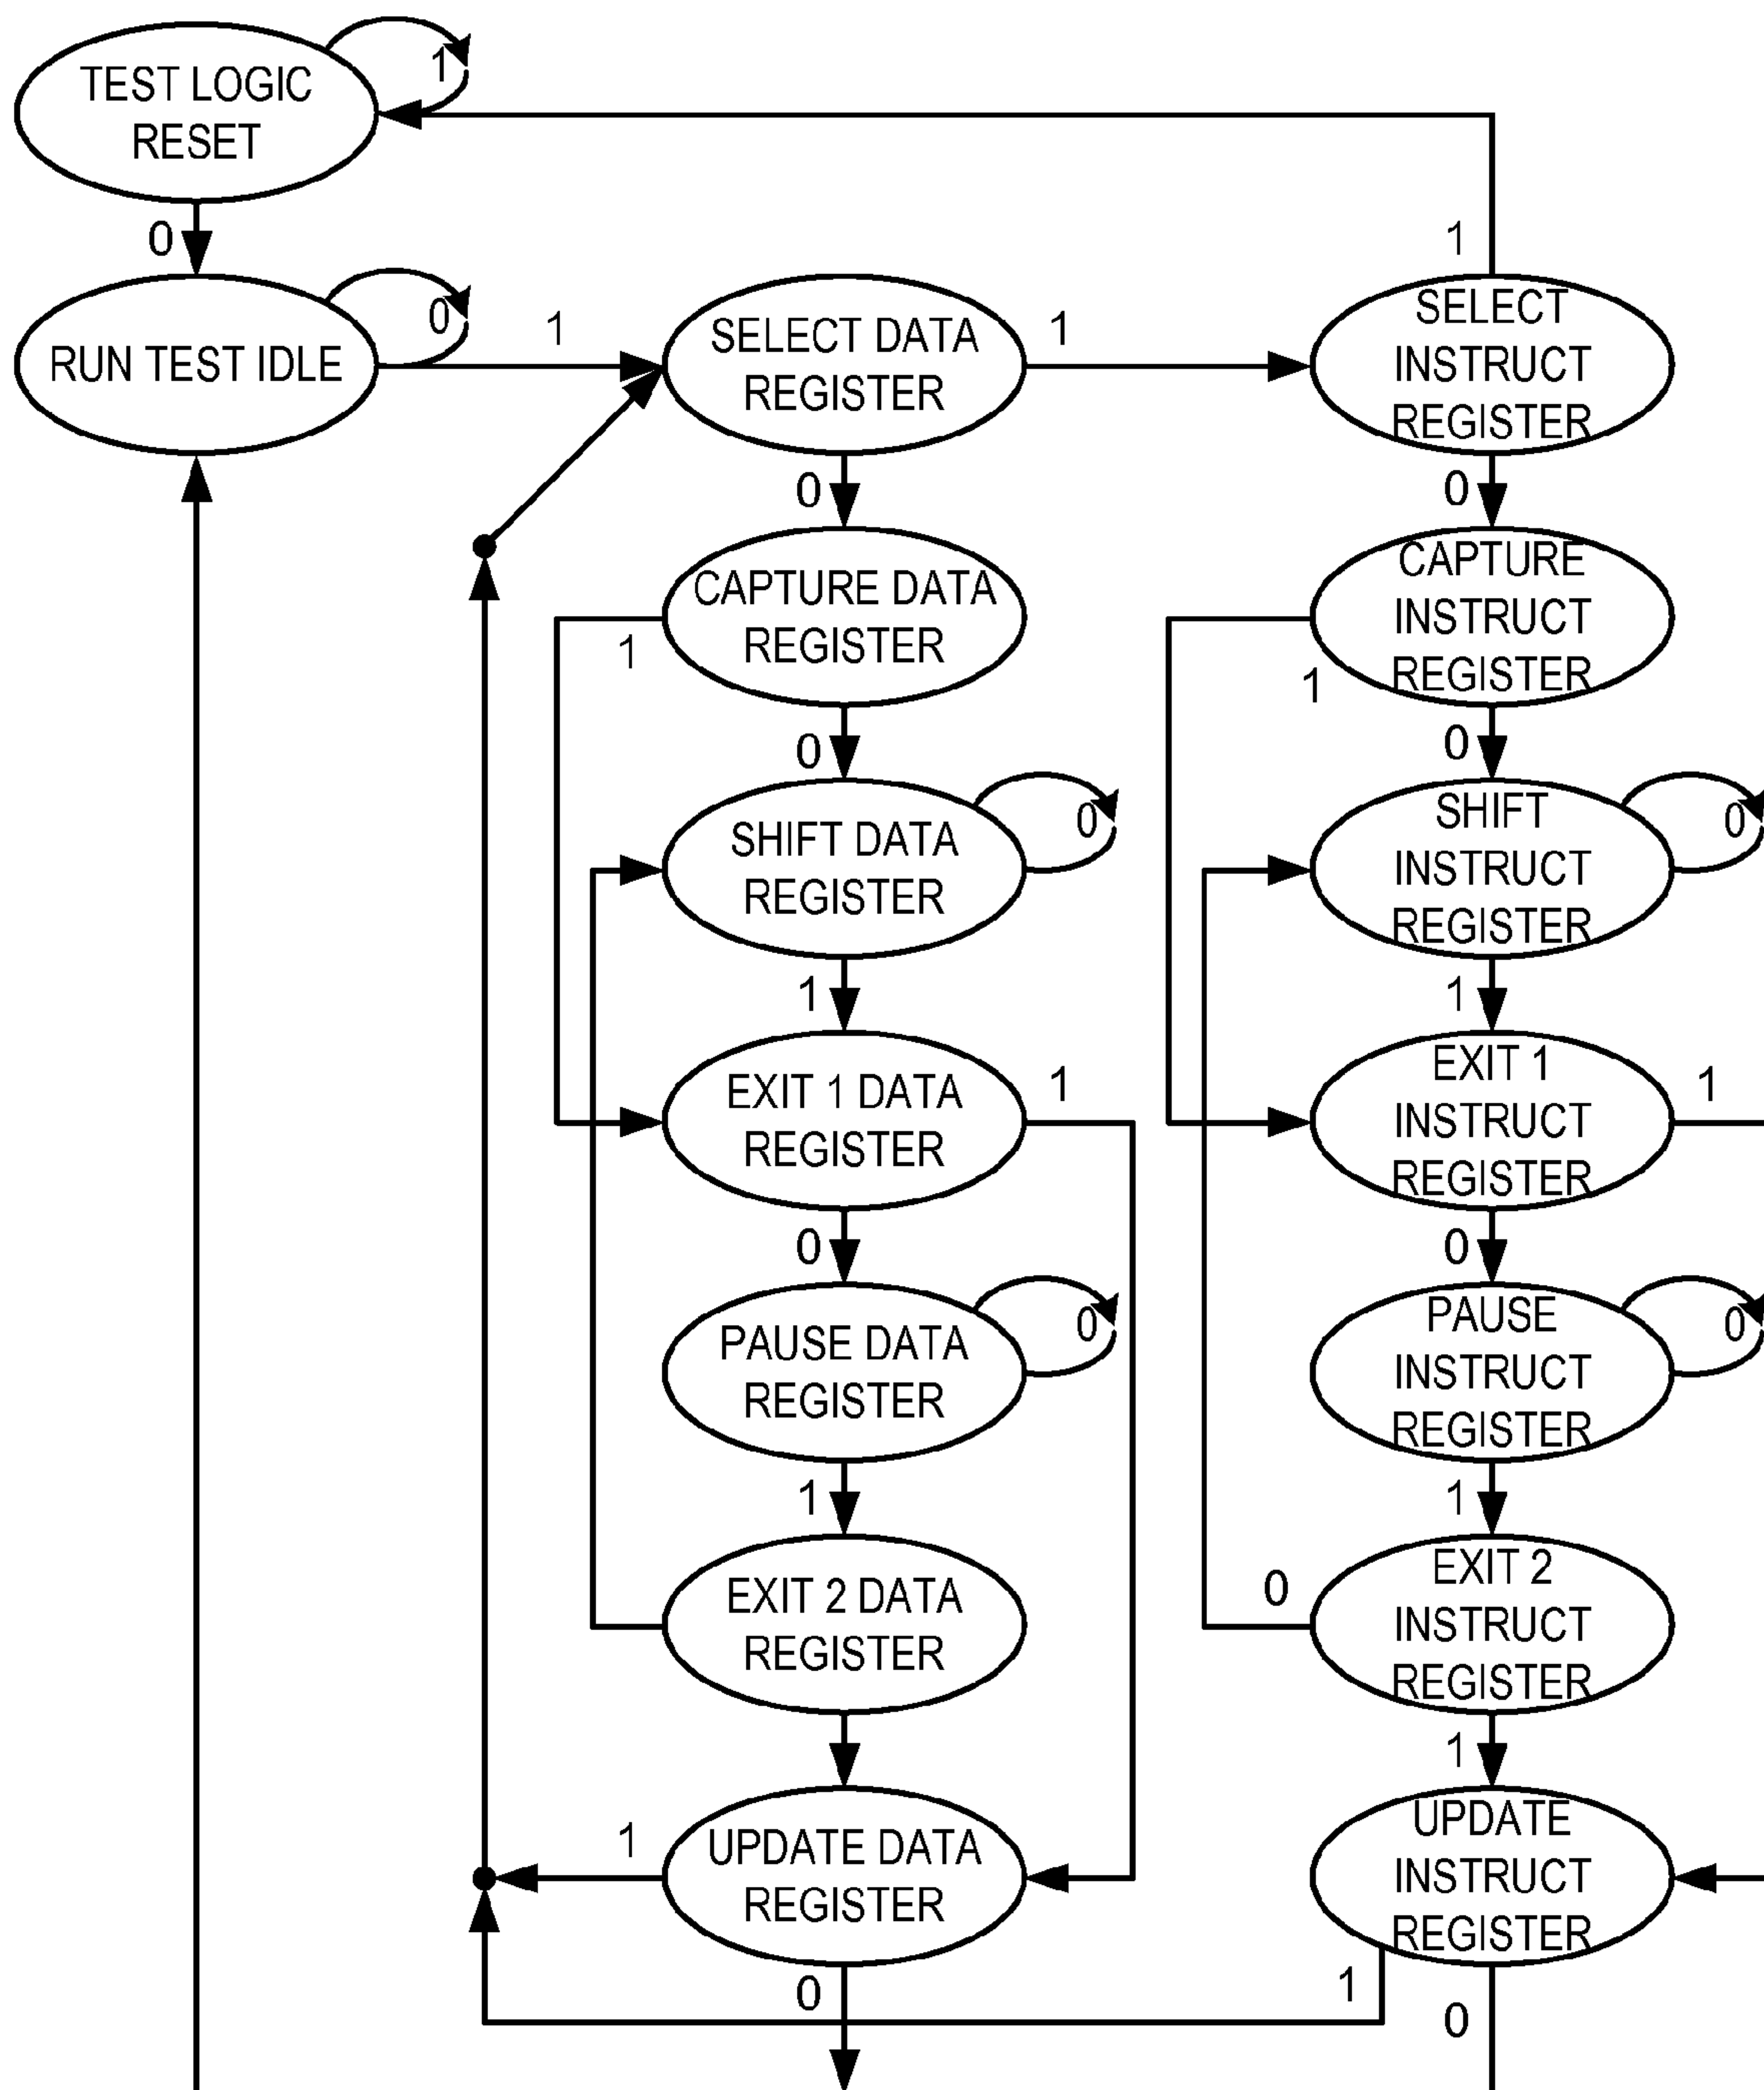 TEST LOGIC
RESET
1
0
RUN TEST IDLE
0
1
SELECT DATA
REGISTER
1
1
SELECT
INSTRUCT
REGISTER
0
0
CAPTURE DATA
REGISTER
1
CAPTURE
INSTRUCT
REGISTER
1
0
0
SHIFT DATA
REGISTER
0
SHIFT
INSTRUCT
REGISTER
0
1
1
EXIT 1 DATA
REGISTER
1
EXIT 1
INSTRUCT
REGISTER
1
0
0
PAUSE DATA
REGISTER
0
PAUSE
INSTRUCT
REGISTER
0
1
1
EXIT 2 DATA
REGISTER
0
EXIT 2
INSTRUCT
REGISTER
1
1
UPDATE DATA
REGISTER
UPDATE
INSTRUCT
REGISTER
0
1
0